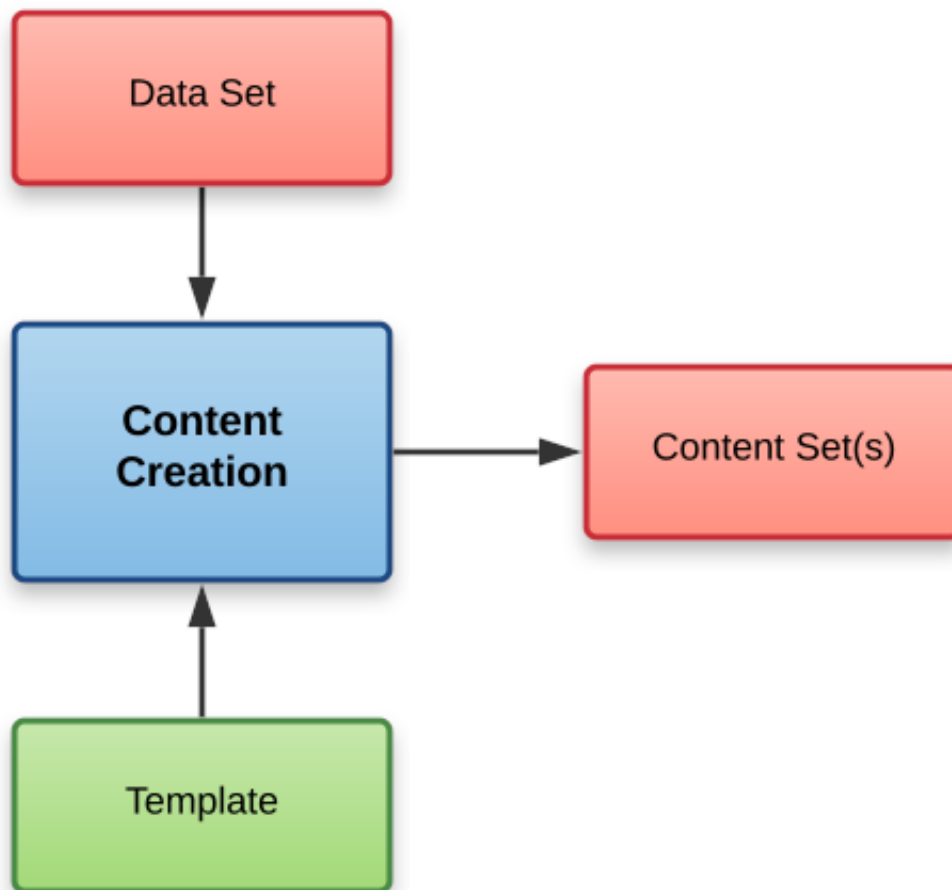 Data Set
Content
Creation
Content Set(s)
Template